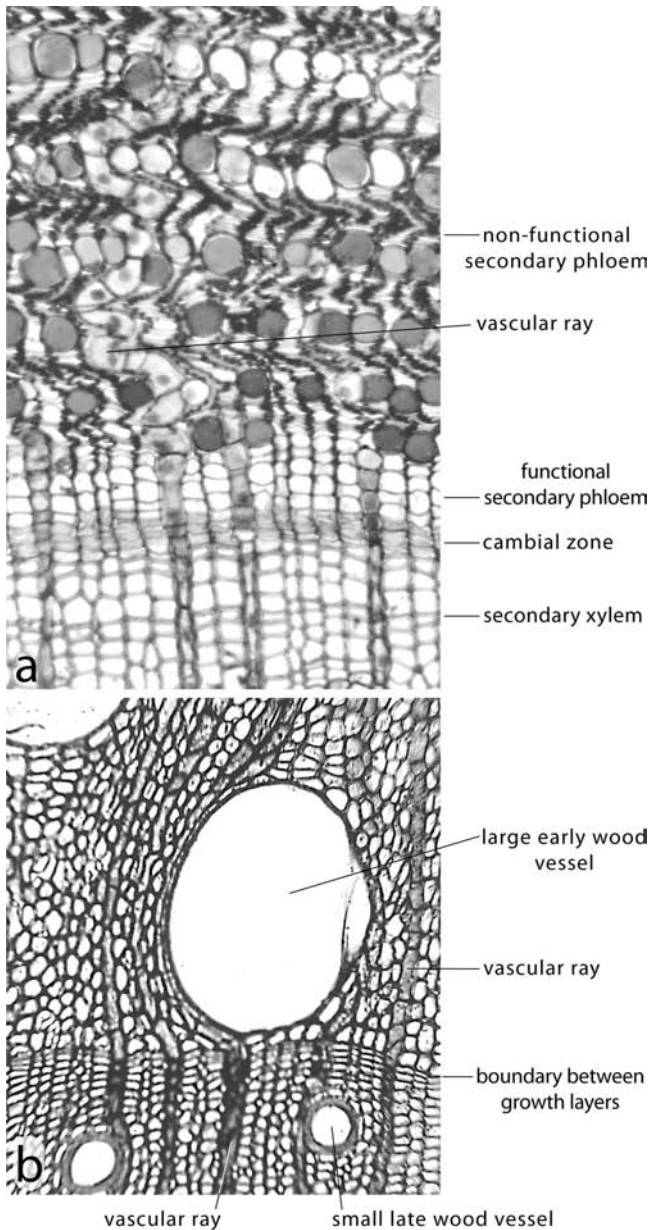 non-functional
secondary phloem
vascular ray
functional
secondary phloem
cambial zone
secondary xylem
a
large early wood
vessel
vascular ray
boundary between
growth layers
b
vascular ray
small late wood vessel